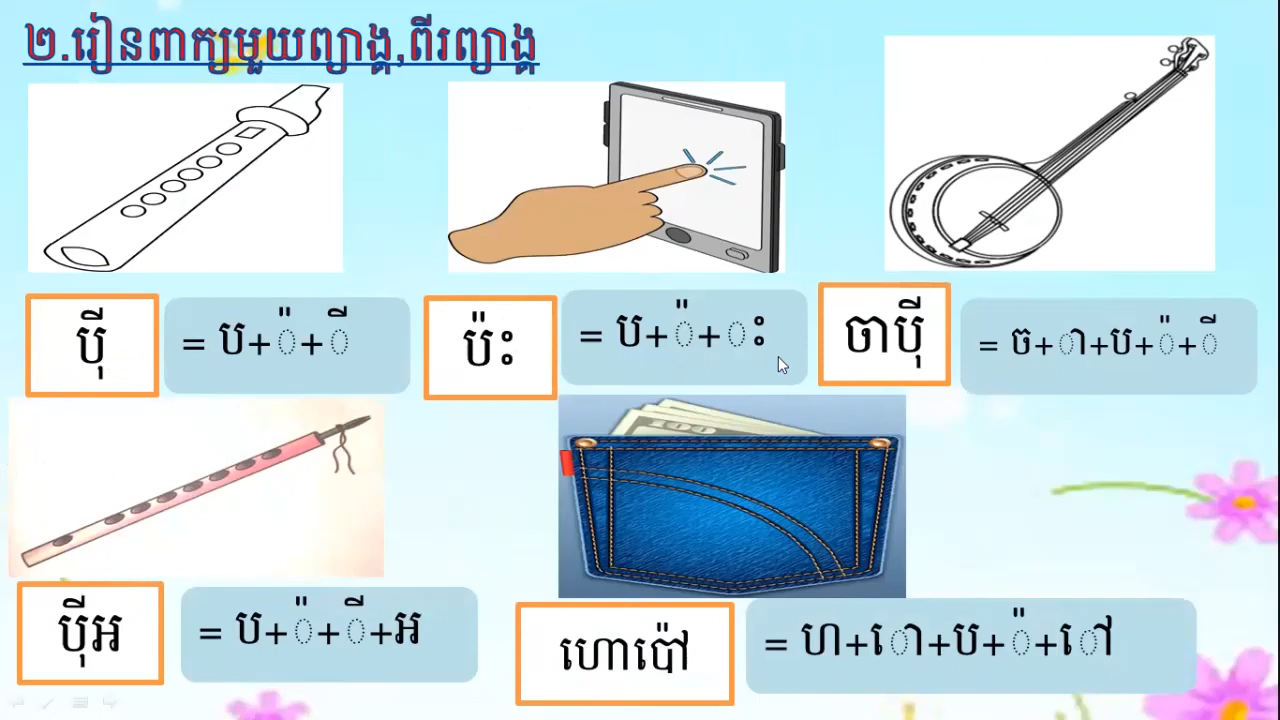 ២.រៀនពាក្យមួយព្យាង្គ,ពីរព្យាង្គ
ប៉ី
= ប+៉+ី
ប៉ះ
= ប+៉+ះ
ចាប៉ី
= ច+ា+ប+៉+ី
ប៉ីអ
= ប+៉+ី+អ
ហោប៉ៅ
= ហ+ោ+ប+៉+ៅ